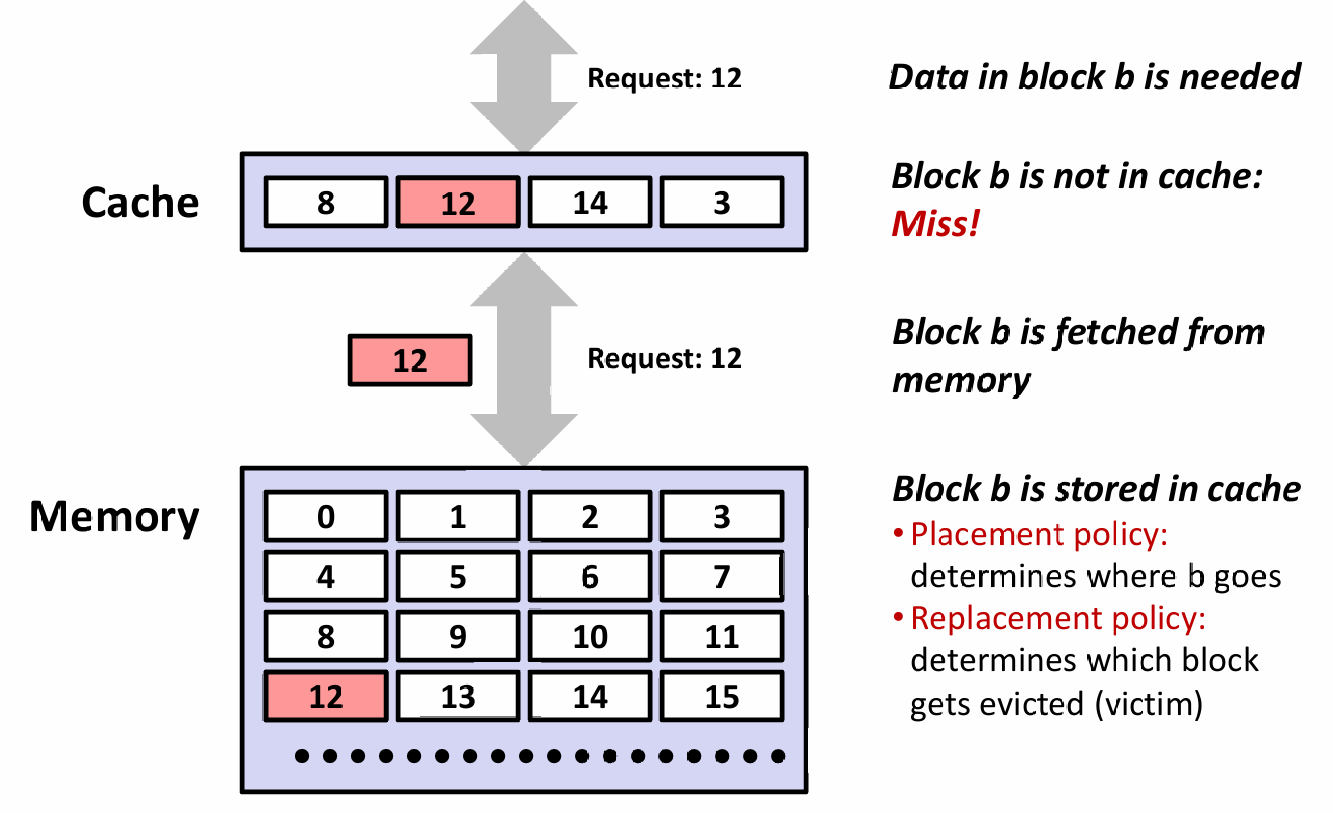 Request: 12
Data in block b is needed
Cache
8 12 14 3
Block b is not in cache:
Miss!
12
Request: 12
Block b is fetched from
memory
Memory
0 1 2 3
4 5 6 7
8 9 10 11
12 13 14 15
Block b is stored in cache
• Placement policy:
determines where b goes
• Replacement policy:
determines which block
gets evicted (victim)